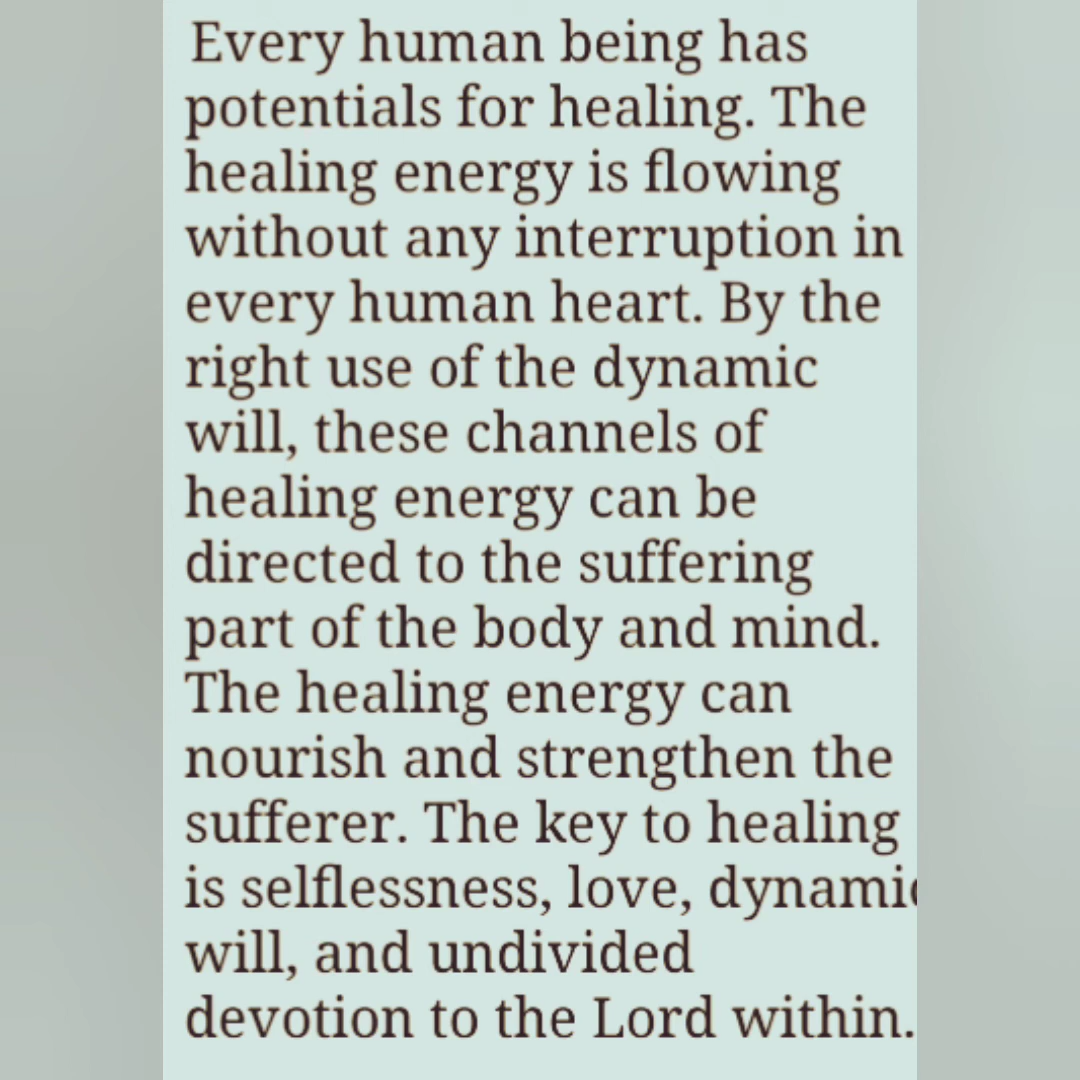 Every human being has
potentials for healing. The
healing energy is flowing
without any interruption in
every human heart. By the
right use of the dynamic
will, these channels of
healing energy can be
directed to the suffering
part of the body and mind.
The healing energy can
nourish and strengthen the
sufferer. The key to healing
is selflessness, love, dynamic
will, and undivided
devotion to the Lord within.